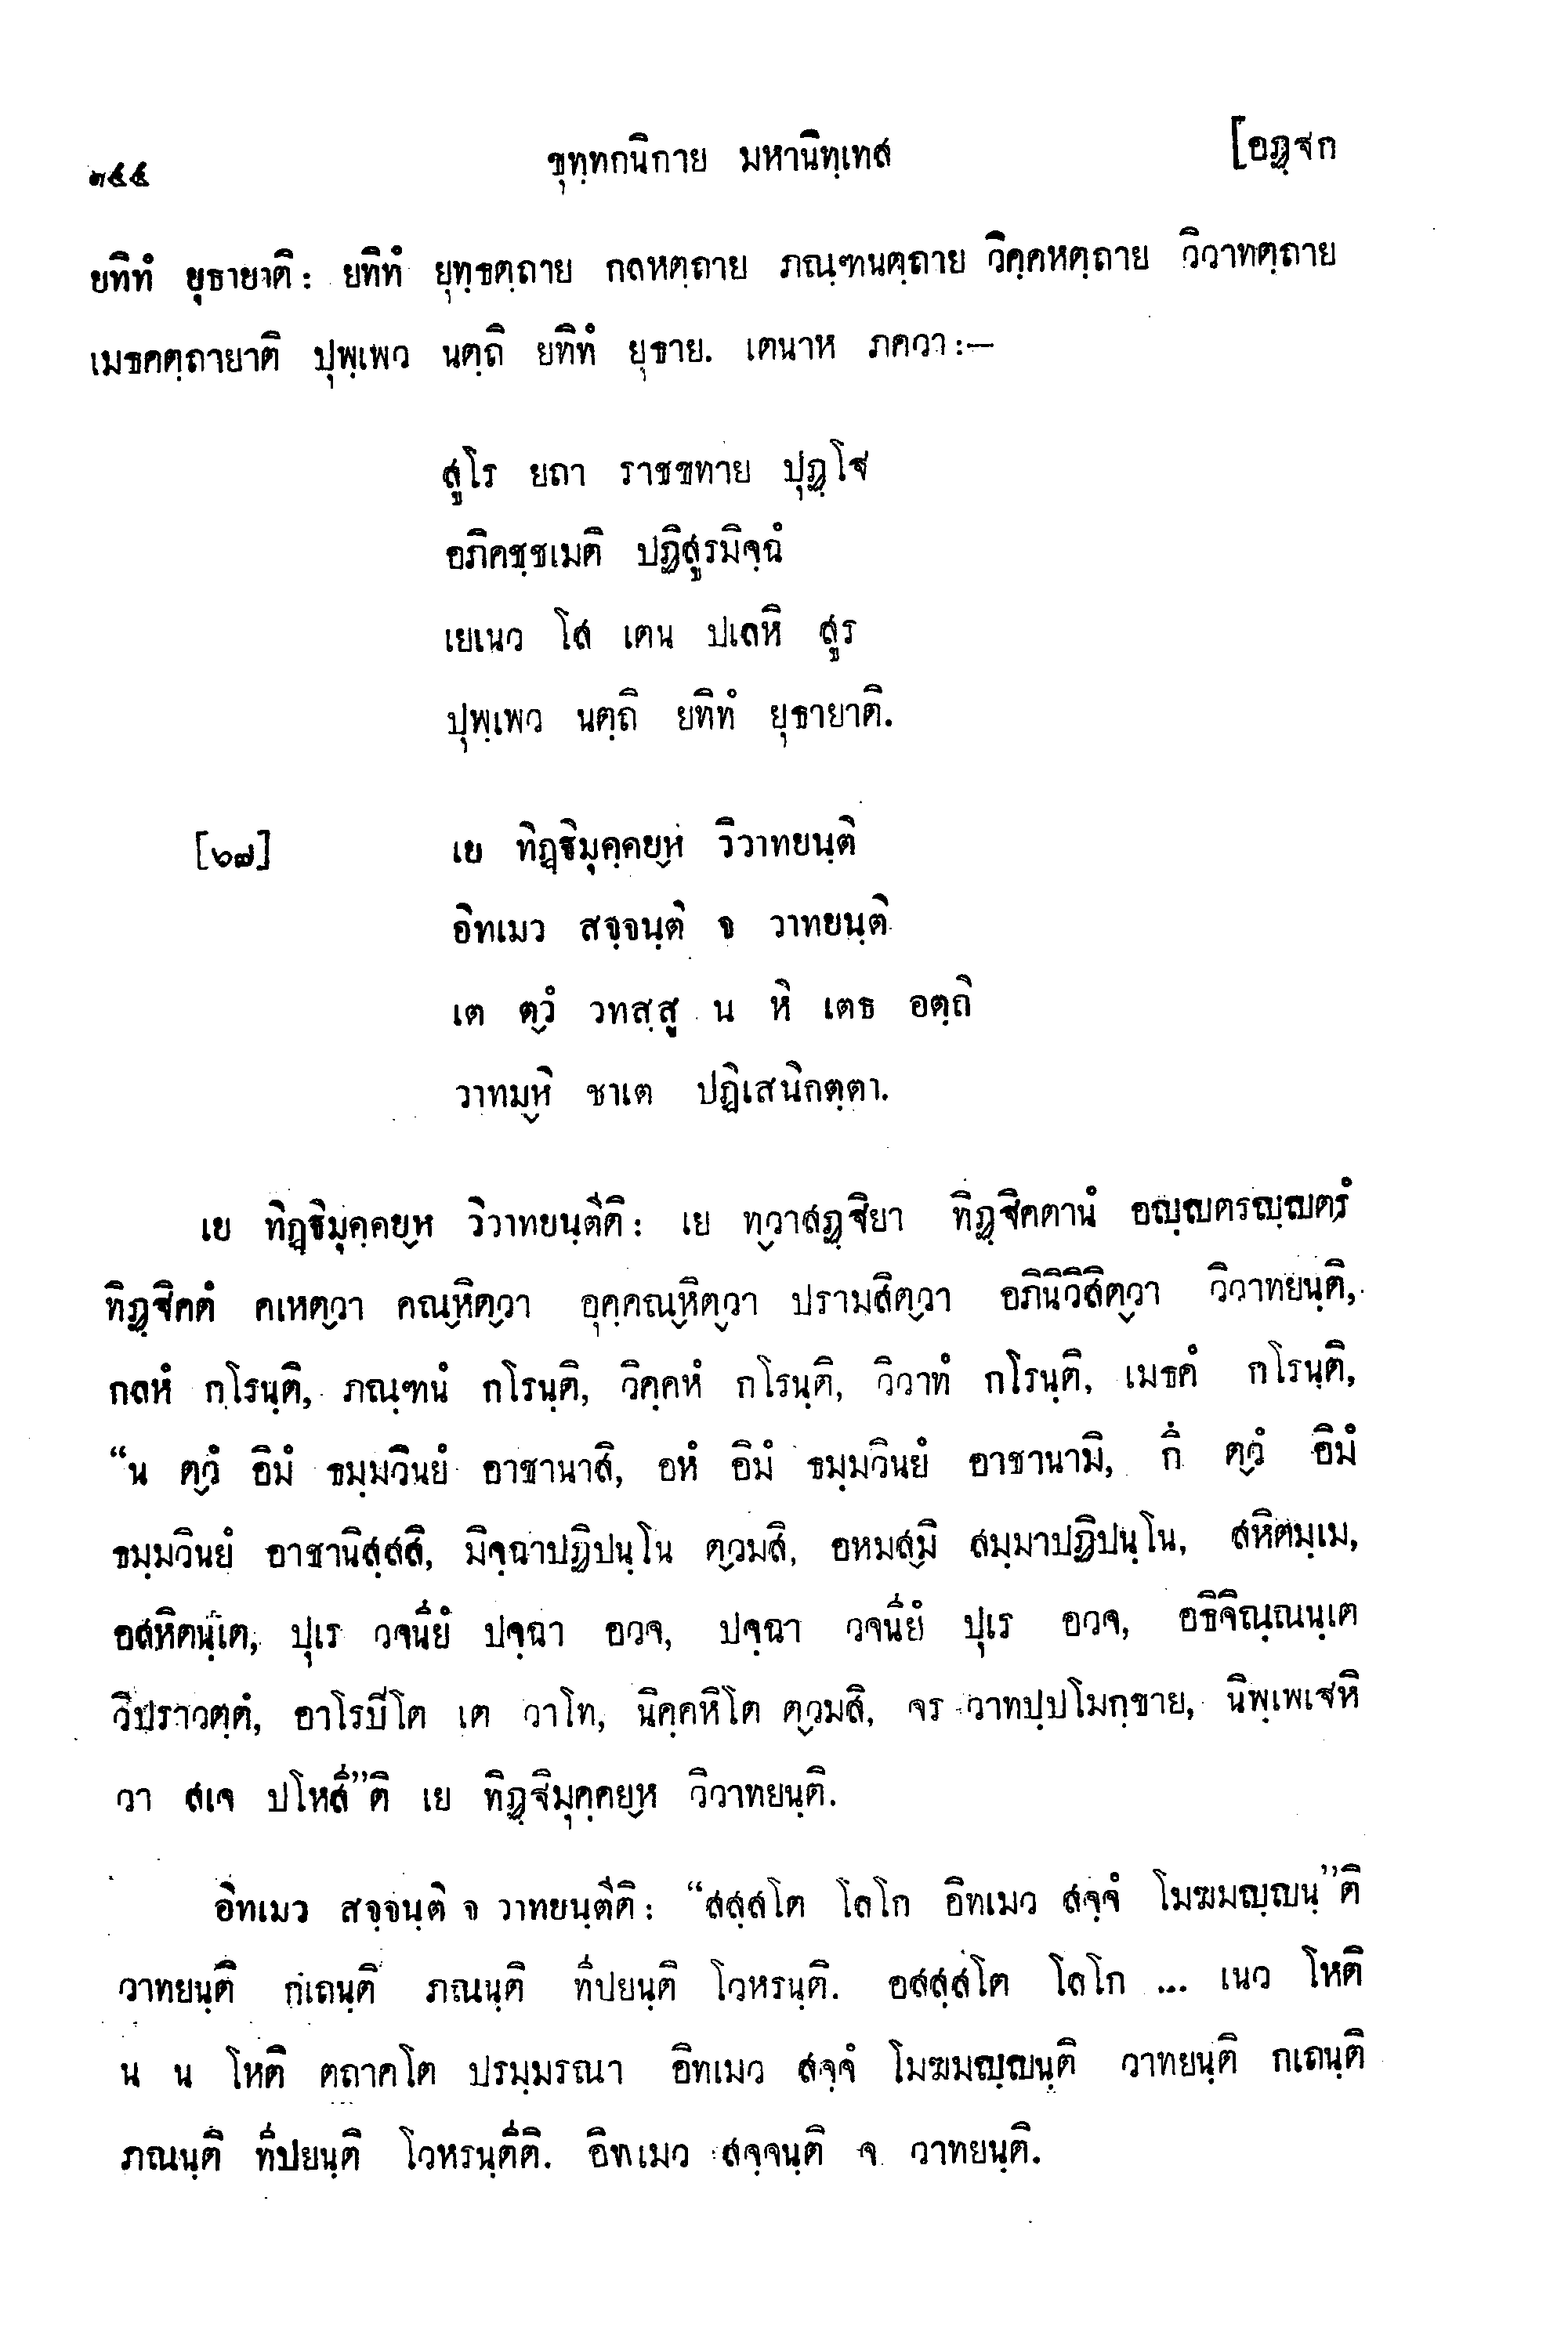 ๑๕๕ ขุทฺทกนิกาย มหานิทฺเทส [อฏฺฐก
ยทิทํ ยุธายาติ: ยทิทํ ยุทฺธตฺถาย กลหตฺถาย ภณฺฑนตฺถาย วิคฺคหตฺถาย วิวาทตฺถาย
เมธคตฺถายาติ ปุพฺเพว นตฺถิ ยทิทํ ยุธาย. เตนาห ภควา:—
สูโร ยถา ราชขทาย ปุฏฺโฐ
อภิคชฺชเมติ ปฏิสูรมิจฺฉํ
เยเนว โส เตน ปเลหิ สูร
ปุพฺเพว นตฺถิ ยทิทํ ยุธายาติ.
[๖๗] เย ทิฏฺฐิมุคฺคยฺห วิวาทยนฺติ
อิทเมว สจฺจนฺติ จ วาทยนฺติ
เต ตฺวํ วทสฺสู น หิ เตธ อตฺถิ
วาทมฺหิ ชาเต ปฏิเสนิกตฺตา.
เย ทิฏฺฐิมุคฺคยฺห วิวาทยนฺตีติ: เย ทฺวาสฏฺฐิยา ทิฏฺฐิคตานํ อญฺญตรญฺญตรํ
ทิฏฺฐิคตํ คเหตฺวา คณฺหิตฺวา อุคฺคณฺหิตฺวา ปรามสิตฺวา อภินิวิสิตฺวา วิวาทยนฺติ,
กลหํ กโรนฺติ, ภณฺฑนํ กโรนฺติ, วิคฺคหํ กโรนฺติ, วิวาทํ กโรนฺติ, เมธคํ กโรนฺติ,
“น ตฺวํ อิมํ ธมฺมวินยํ อาชานาสิ, อหํ อิมํ ธมฺมวินยํ อาชานามิ, กึ ตฺวํ อิมํ
ธมฺมวินยํ อาชานิสฺสสิ, มิจฺฉาปฏิปนฺโน ตฺวมสิ, อหมสฺมิ สมฺมาปฏิปนฺโน, สหิตมฺเม,
อสหิตนฺเต, ปุเร วจนียํ ปจฺฉา อวจ, ปจฺฉา วจนียํ ปุเร อวจ, อธิจิณฺณนฺเต
วิปราวตฺตํ, อาโรปิโต เต วาโท, นิคฺคหิโต ตฺวมสิ, จร วาทปฺปโมกฺขาย, นิพฺเพเฐหิ
วา สเจ ปโหสี”ติ เย ทิฏฺฐิมุคฺคยฺห วิวาทยนฺติ.
อิทเมว สจฺจนฺติ จ วาทยนฺตีติ: “สสฺสโต โลโก อิทเมว สจฺจํ โมฆมญฺญนฺ”ติ
วาทยนฺติ กเถนฺติ ภณนฺติ ทีปยนฺติ โวหรนฺติ. อสสฺสโต โลโก ... เนว โหติ
น น โหติ ตถาคโต ปรมฺมรณา อิทเมว สจฺจํ โมฆมญฺญนฺติ วาทยนฺติ กเถนฺติ
ภณนฺติ ทีปยนฺติ โวหรนฺตีติ. อิทเมว สจฺจนฺติ จ วาทยนฺติ.